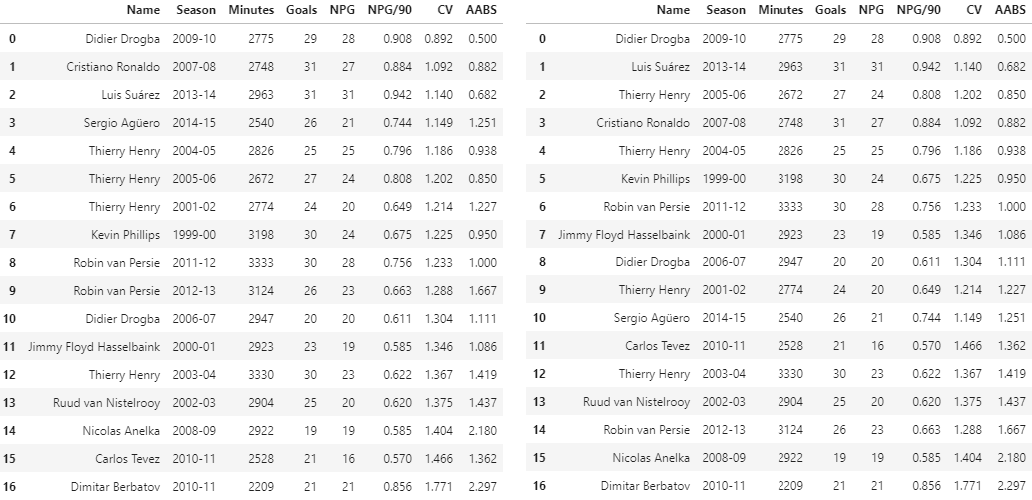 Name Season Minutes Goals NPG NPG/90 CV AABS
0 Didier Drogba 2009-10 2775 29 28 0.908 0.892 0.500
1 Cristiano Ronaldo 2007-08 2748 31 27 0.884 1.092 0.882
2 Luis Suárez 2013-14 2963 31 31 0.942 1.140 0.682
3 Sergio Agüero 2014-15 2540 26 21 0.744 1.149 1.251
4 Thierry Henry 2004-05 2826 25 25 0.796 1.186 0.938
5 Thierry Henry 2005-06 2672 27 24 0.808 1.202 0.850
6 Thierry Henry 2001-02 2774 24 20 0.649 1.214 1.227
7 Kevin Phillips 1999-00 3198 30 24 0.675 1.225 0.950
8 Robin van Persie 2011-12 3333 30 28 0.756 1.233 1.000
9 Robin van Persie 2012-13 3124 26 23 0.663 1.288 1.667
10 Didier Drogba 2006-07 2947 20 20 0.611 1.304 1.111
11 Jimmy Floyd Hasselbaink 2000-01 2923 23 19 0.585 1.346 1.086
12 Thierry Henry 2003-04 3330 30 23 0.622 1.367 1.419
13 Ruud van Nistelrooy 2002-03 2904 25 20 0.620 1.375 1.437
14 Nicolas Anelka 2008-09 2922 19 19 0.585 1.404 2.180
15 Carlos Tevez 2010-11 2528 21 16 0.570 1.466 1.362
16 Dimitar Berbatov 2010-11 2209 21 21 0.856 1.771 2.297
Name Season Minutes Goals NPG NPG/90 CV AABS
0 Didier Drogba 2009-10 2775 29 28 0.908 0.892 0.500
1 Luis Suárez 2013-14 2963 31 31 0.942 1.140 0.682
2 Thierry Henry 2005-06 2672 27 24 0.808 1.202 0.850
3 Cristiano Ronaldo 2007-08 2748 31 27 0.884 1.092 0.882
4 Thierry Henry 2004-05 2826 25 25 0.796 1.186 0.938
5 Kevin Phillips 1999-00 3198 30 24 0.675 1.225 0.950
6 Robin van Persie 2011-12 3333 30 28 0.756 1.233 1.000
7 Jimmy Floyd Hasselbaink 2000-01 2923 23 19 0.585 1.346 1.086
8 Didier Drogba 2006-07 2947 20 20 0.611 1.304 1.111
9 Thierry Henry 2001-02 2774 24 20 0.649 1.214 1.227
10 Sergio Agüero 2014-15 2540 26 21 0.744 1.149 1.251
11 Carlos Tevez 2010-11 2528 21 16 0.570 1.466 1.362
12 Thierry Henry 2003-04 3330 30 23 0.622 1.367 1.419
13 Ruud van Nistelrooy 2002-03 2904 25 20 0.620 1.375 1.437
14 Robin van Persie 2012-13 3124 26 23 0.663 1.288 1.667
15 Nicolas Anelka 2008-09 2922 19 19 0.585 1.404 2.180
16 Dimitar Berbatov 2010-11 2209 21 21 0.856 1.771 2.297